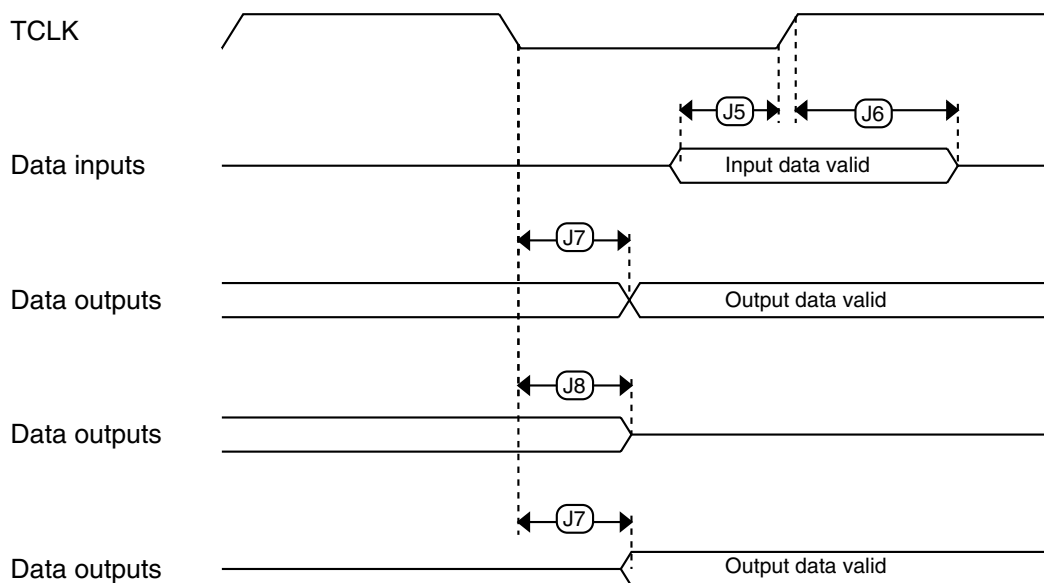 TCLK
J5
J6
Data inputs
Input data valid
J7
Data outputs
Output data valid
J8
Data outputs
J7
Data outputs
Output data valid